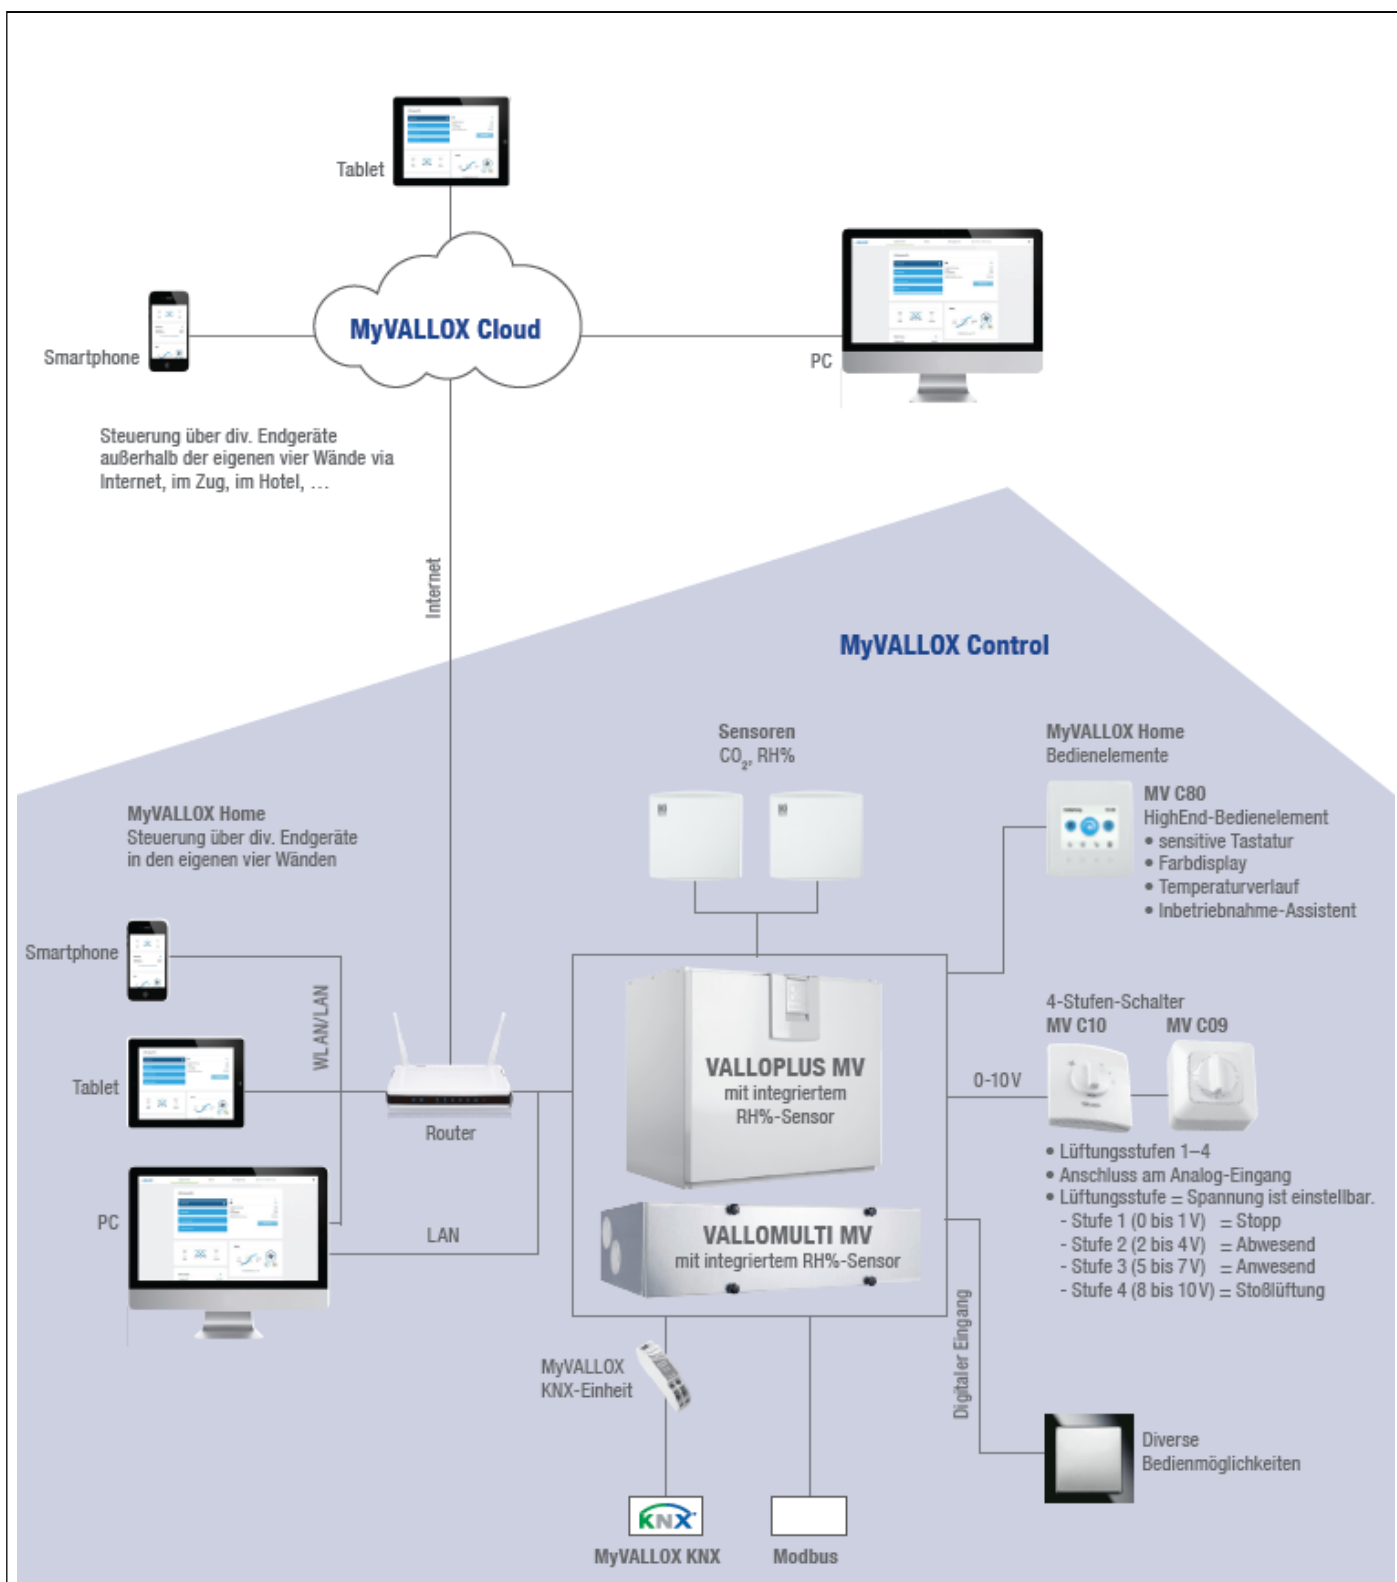 Tablet
MyVALLOX Cloud
Smartphone
PC
Steuerung über div. Endgeräte
außerhalb der eigenen vier Wände via
Internet, im Zug, im Hotel, …
Internet
MyVALLOX Control
Sensoren
CO₂, RH%
MyVALLOX Home
Bedienelemente
MV C80
HighEnd-Bedienelement
• sensitive Tastatur
• Farbdisplay
• Temperaturverlauf
• Inbetriebnahme-Assistent
MyVALLOX Home
Steuerung über div. Endgeräte
in den eigenen vier Wänden
Smartphone
WLAN/LAN
Tablet
Router
PC
LAN
VALLOPLUS MV
mit integriertem
RH%-Sensor
VALLOMULTI MV
mit integriertem RH%-Sensor
0-10 V
4-Stufen-Schalter
MV C10 MV C09
• Lüftungsstufen 1–4
• Anschluss am Analog-Eingang
• Lüftungsstufe = Spannung ist einstellbar.
- Stufe 1 (0 bis 1 V) = Stopp
- Stufe 2 (2 bis 4 V) = Abwesend
- Stufe 3 (5 bis 7 V) = Anwesend
- Stufe 4 (8 bis 10 V) = Stoßlüftung
Digitaler Eingang
MyVALLOX
KNX-Einheit
Diverse
Bedienmöglichkeiten
KNX
MyVALLOX KNX
Modbus